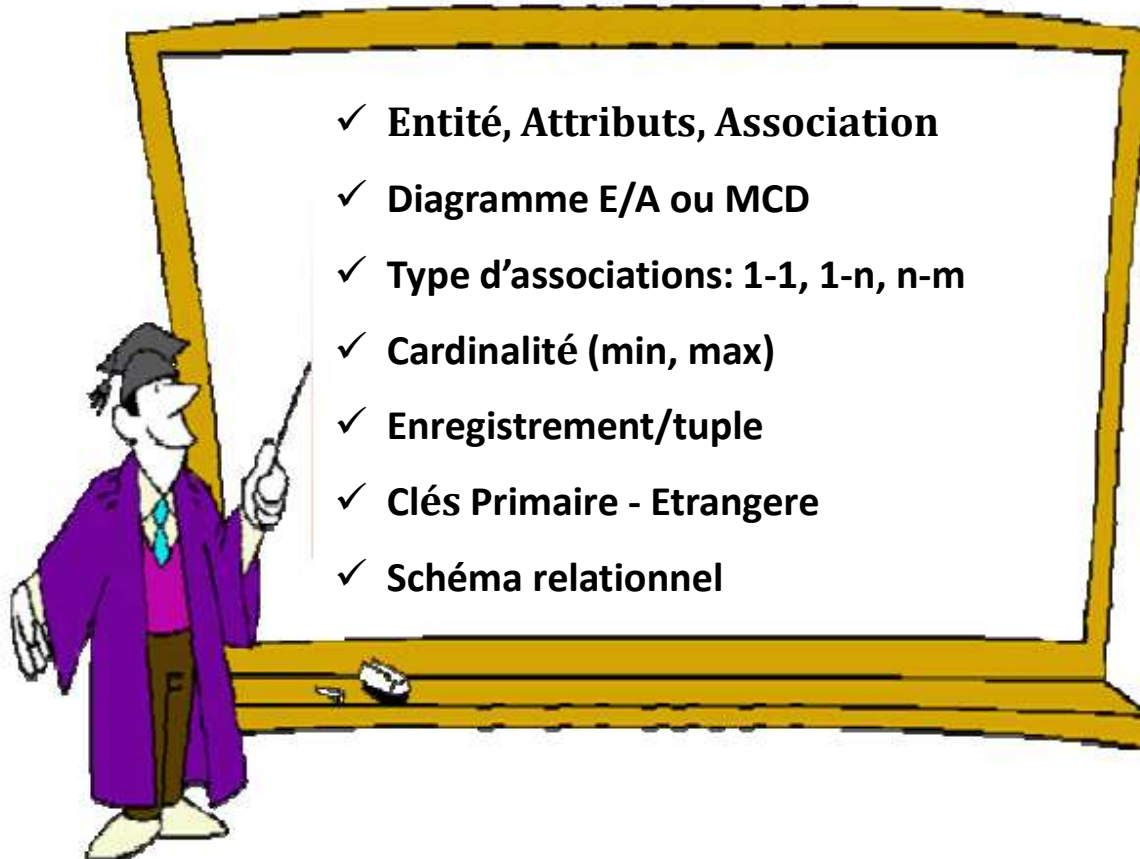 ✓ Entité, Attributs, Association
✓ Diagramme E/A ou MCD
✓ Type d’associations: 1-1, 1-n, n-m
✓ Cardinalité (min, max)
✓ Enregistrement/tuple
✓ Clés Primaire - Etrangere
✓ Schéma relationnel